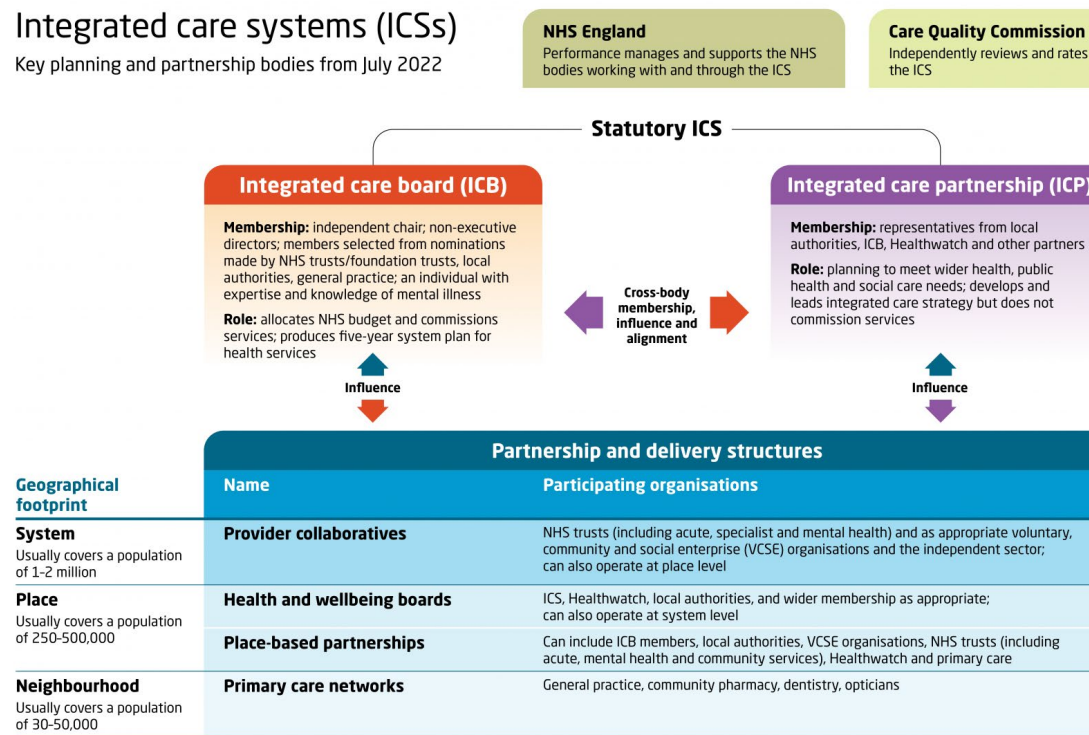 Integrated care systems (ICSs)
Key planning and partnership bodies from July 2022
NHS England
Performance manages and supports the NHS
bodies working with and through the ICS
Care Quality Commission
Independently reviews and rates
the ICS
Statutory ICS
Integrated care board (ICB)
Membership: independent chair; non-executive
directors; members selected from nominations
made by NHS trusts/foundation trusts, local
authorities, general practice; an individual with
expertise and knowledge of mental illness
Role: allocates NHS budget and commissions
services; produces five-year system plan for
health services
Cross-body
membership,
influence and
alignment
Integrated care partnership (ICP)
Membership: representatives from local
authorities, ICB, Healthwatch and other partners
Role: planning to meet wider health, public
health and social care needs; develops and
leads integrated care strategy but does not
commission services
Influence
Influence
Partnership and delivery structures
Geographical
footprint
Name
Participating organisations
System
Usually covers a population
of 1–2 million
Provider collaboratives
NHS trusts (including acute, specialist and mental health) and as appropriate voluntary,
community and social enterprise (VCSE) organisations and the independent sector;
can also operate at place level
Place
Usually covers a population
of 250–500,000
Health and wellbeing boards
ICS, Healthwatch, local authorities, and wider membership as appropriate;
can also operate at system level
Place-based partnerships
Can include ICB members, local authorities, VCSE organisations, NHS trusts (including
acute, mental health and community services), Healthwatch and primary care
Neighbourhood
Usually covers a population
of 30–50,000
Primary care networks
General practice, community pharmacy, dentistry, opticians